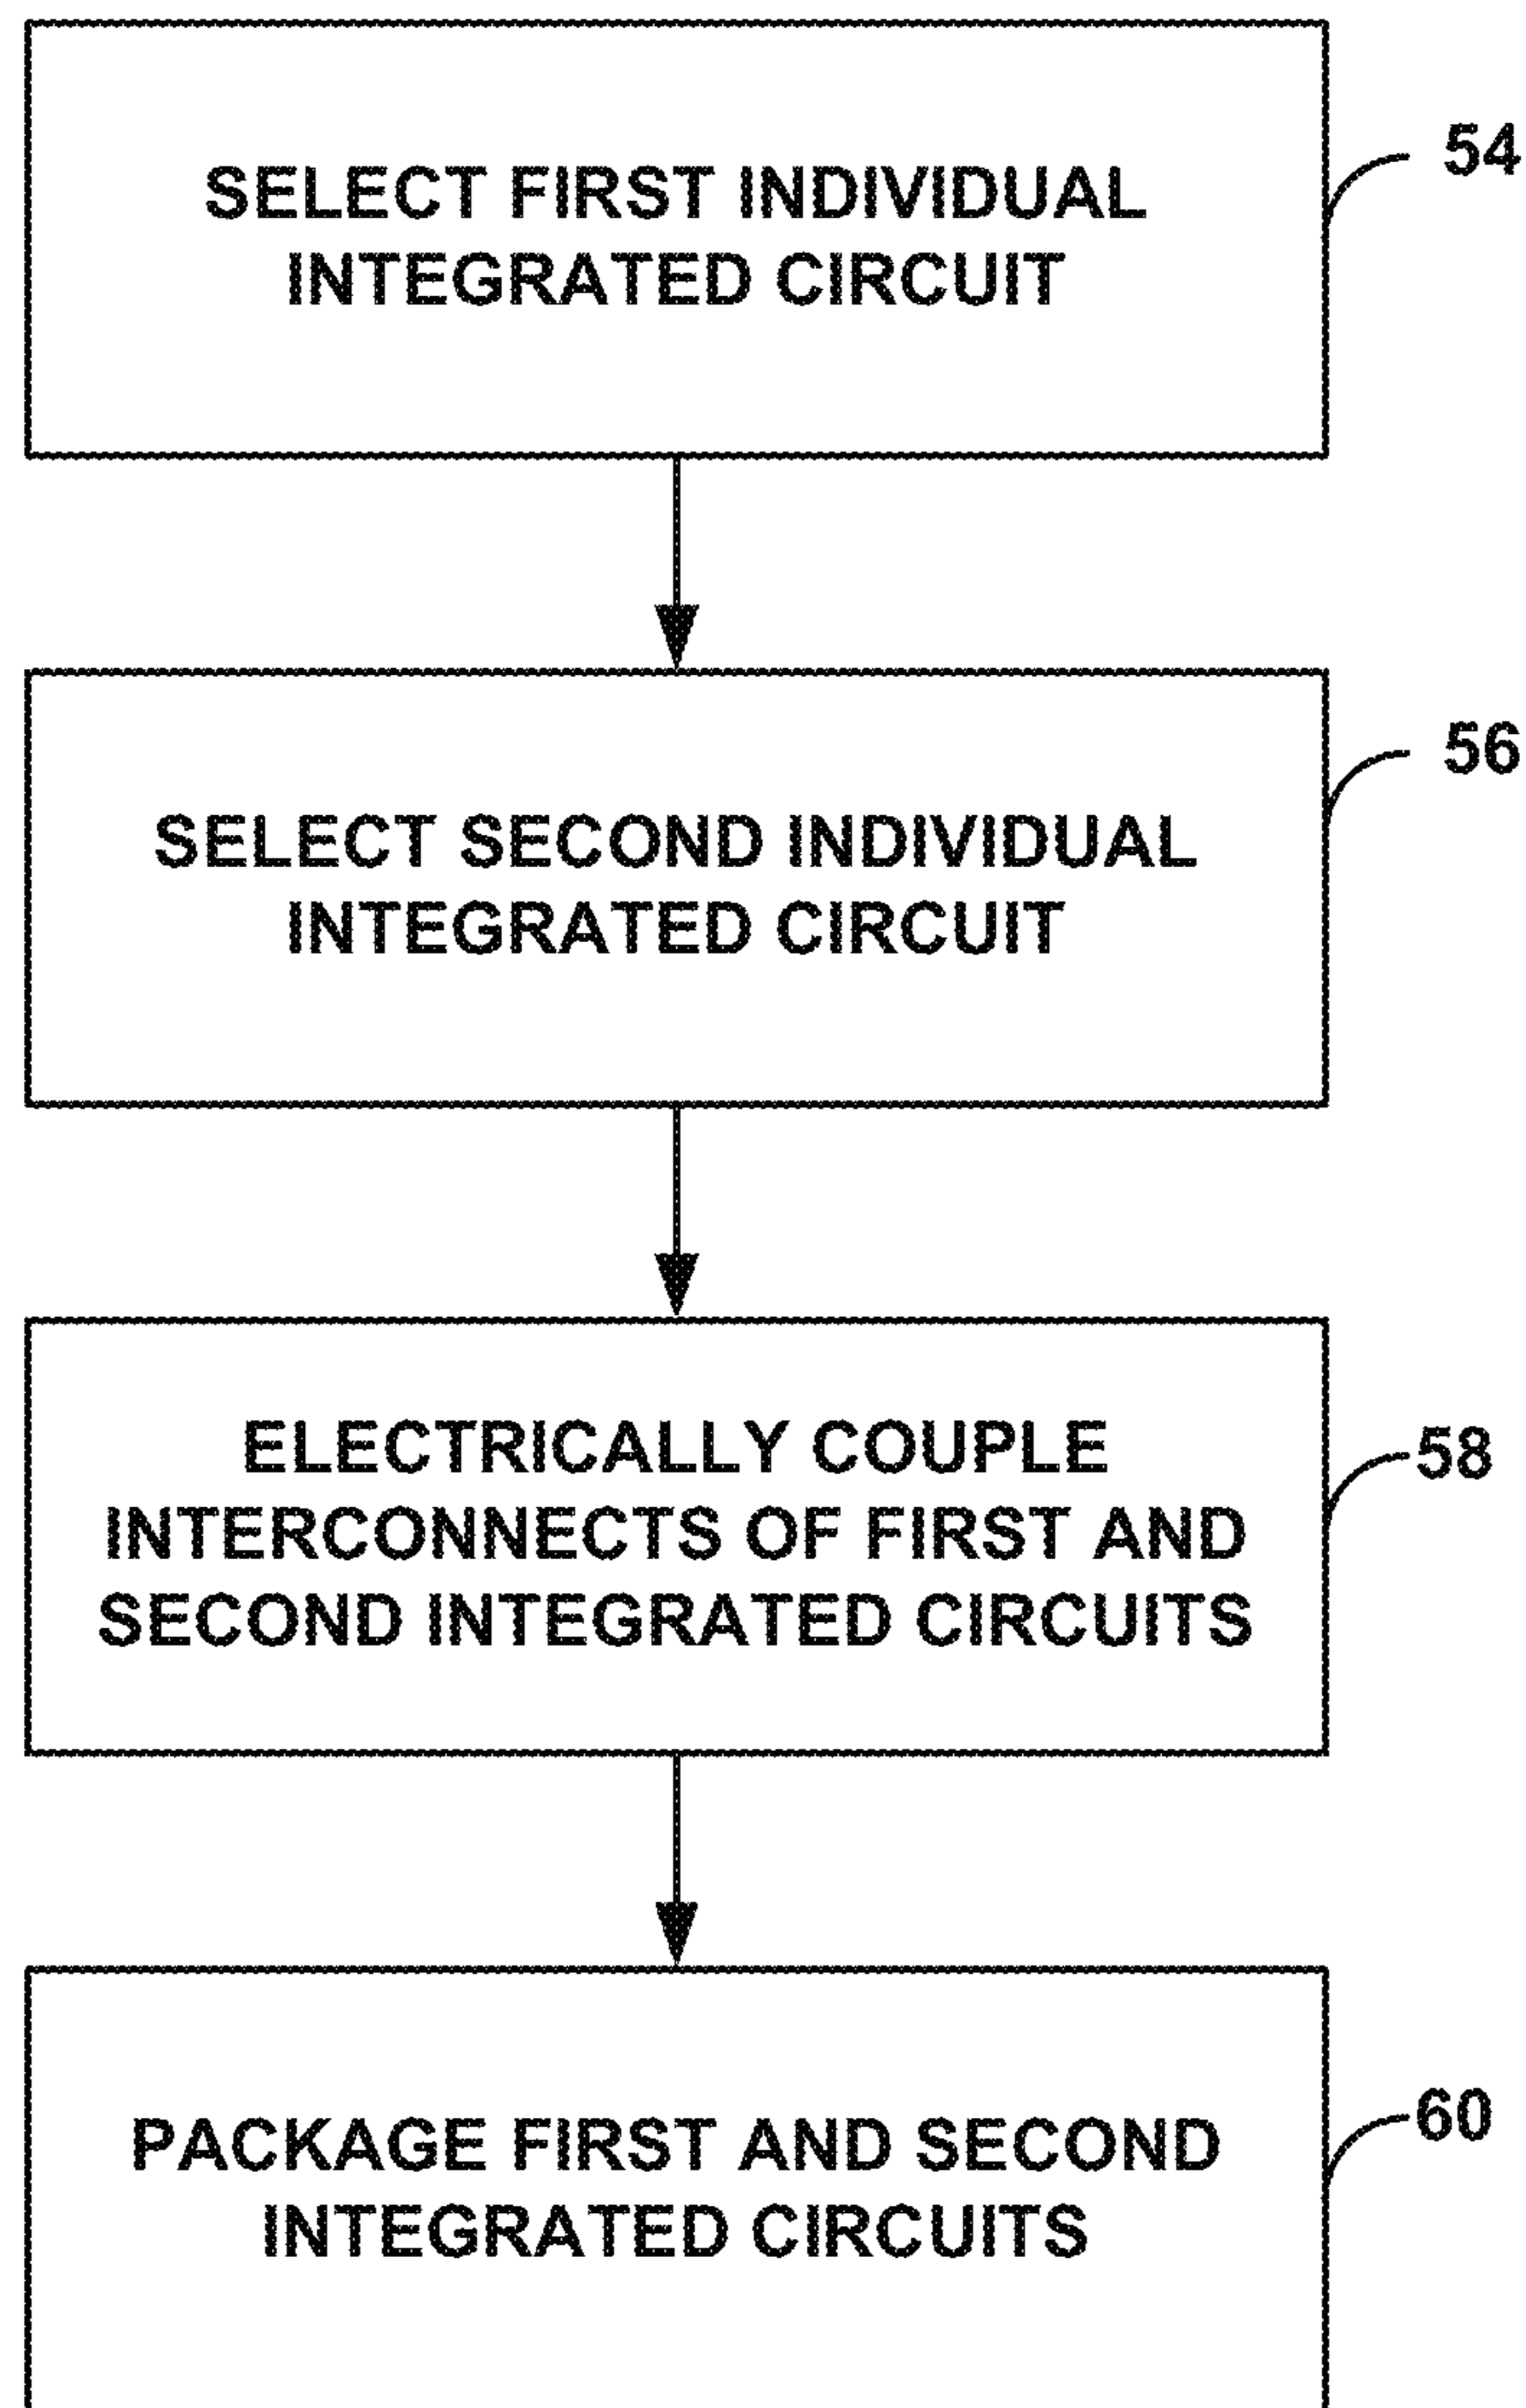 SELECT FIRST INDIVIDUAL
INTEGRATED CIRCUIT
54
SELECT SECOND INDIVIDUAL
INTEGRATED CIRCUIT
56
ELECTRICALLY COUPLE
INTERCONNECTS OF FIRST AND
SECOND INTEGRATED CIRCUITS
58
PACKAGE FIRST AND SECOND
INTEGRATED CIRCUITS
60